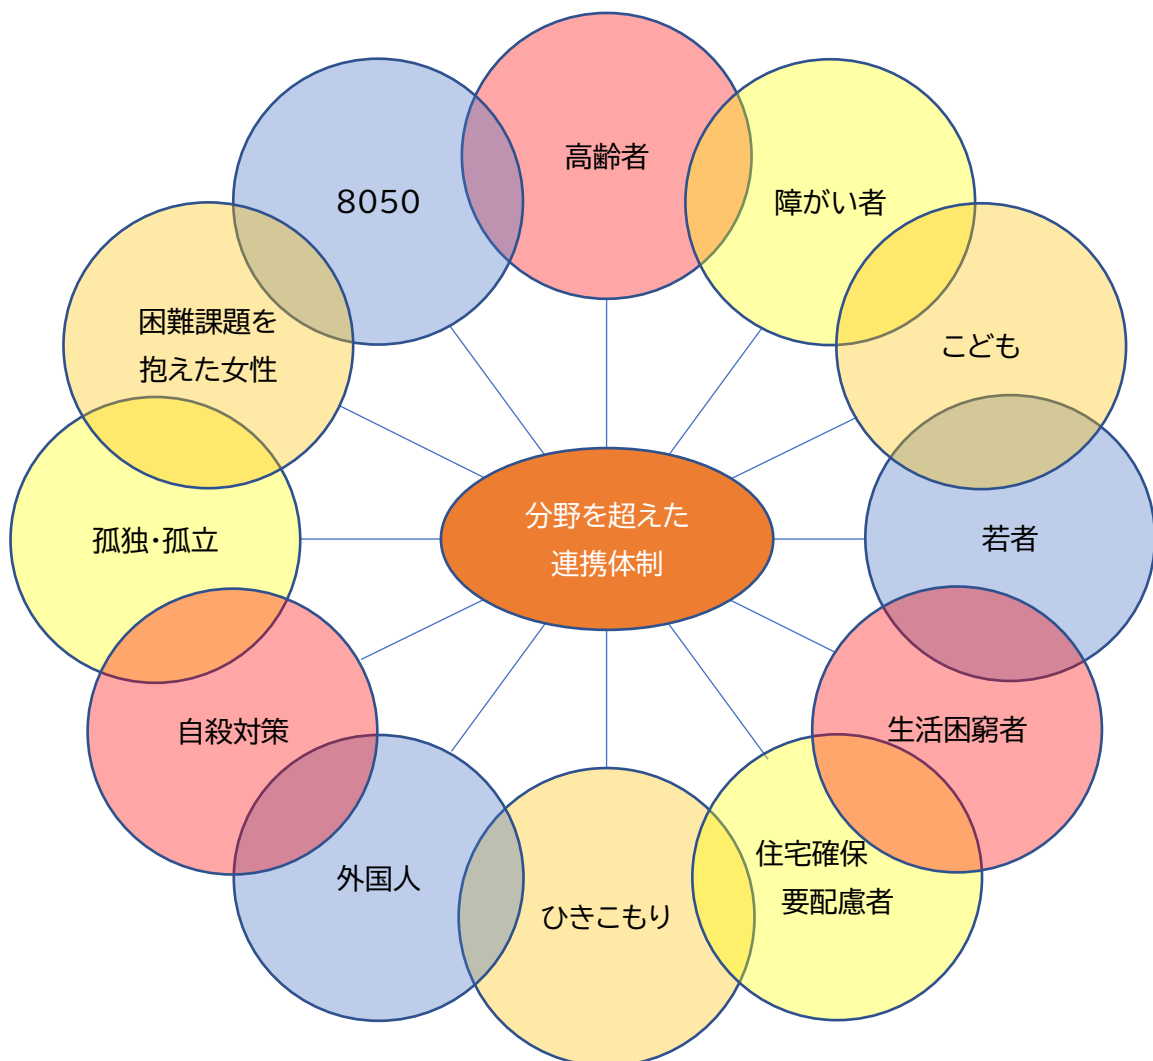 高齢者
障がい者
こども
若者
生活困窮者
住宅確保
要配慮者
ひきこもり
外国人
自殺対策
孤独・孤立
困難課題を
抱えた女性
8050
分野を超えた
連携体制